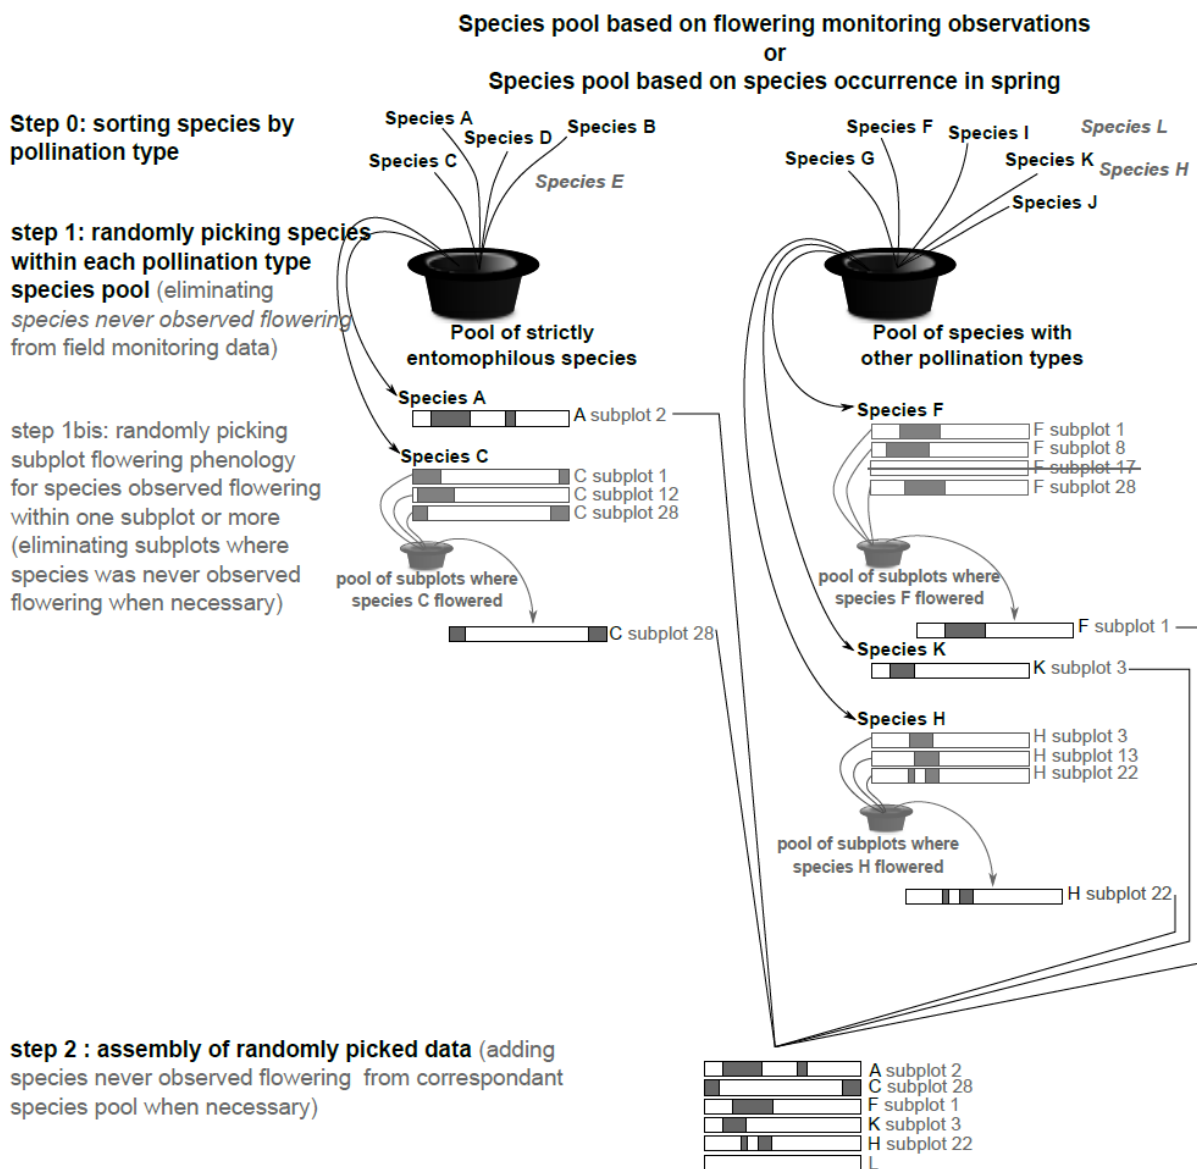 Species pool based on flowering monitoring observations
or
Species pool based on species occurrence in spring
Step 0: sorting species by
pollination type
Species A
Species D
Species B
Species C
Species E
Species F
Species I
Species L
Species G
Species K
Species H
Species J
step 1: randomly picking species
within each pollination type
species pool (eliminating
species never observed flowering
from field monitoring data)
Pool of strictly
entomophilous species
Pool of species with
other pollination types
Species A
A subplot 2
Species C
C subplot 1
C subplot 12
C subplot 28
step 1bis: randomly picking
subplot flowering phenology
for species observed flowering
within one subplot or more
(eliminating subplots where
species was never observed
flowering when necessary)
pool of subplots where
species C flowered
C subplot 28
Species F
F subplot 1
F subplot 8
F subplot 17
F subplot 28
pool of subplots where
species F flowered
F subplot 1
Species K
K subplot 3
Species H
H subplot 3
H subplot 13
H subplot 22
pool of subplots where
species H flowered
H subplot 22
step 2 : assembly of randomly picked data (adding
species never observed flowering from correspondant
species pool when necessary)
A subplot 2
C subplot 28
F subplot 1
K subplot 3
H subplot 22
L